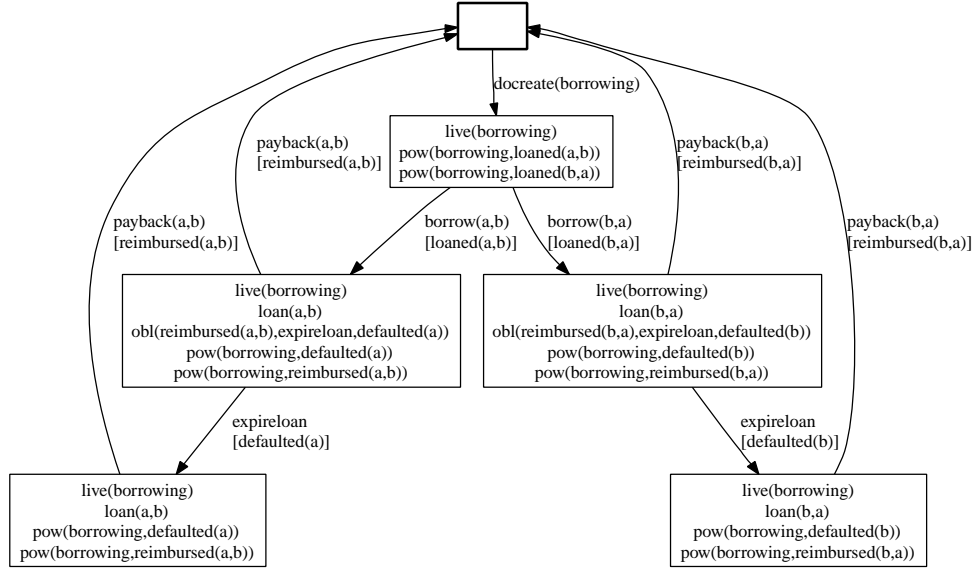 docreate(borrowing)
live(borrowing)
pow(borrowing,loaned(a,b))
pow(borrowing,loaned(b,a))
payback(a,b)
[reimbursed(a,b)]
payback(b,a)
[reimbursed(b,a)]
payback(a,b)
[reimbursed(a,b)]
borrow(a,b)
[loaned(a,b)]
borrow(b,a)
[loaned(b,a)]
payback(b,a)
[reimbursed(b,a)]
live(borrowing)
loan(a,b)
obl(reimbursed(a,b),expireloan,defaulted(a))
pow(borrowing,defaulted(a))
pow(borrowing,reimbursed(a,b))
live(borrowing)
loan(b,a)
obl(reimbursed(b,a),expireloan,defaulted(b))
pow(borrowing,defaulted(b))
pow(borrowing,reimbursed(b,a))
expireloan
[defaulted(a)]
expireloan
[defaulted(b)]
live(borrowing)
loan(a,b)
pow(borrowing,defaulted(a))
pow(borrowing,reimbursed(a,b))
live(borrowing)
loan(b,a)
pow(borrowing,defaulted(b))
pow(borrowing,reimbursed(b,a))